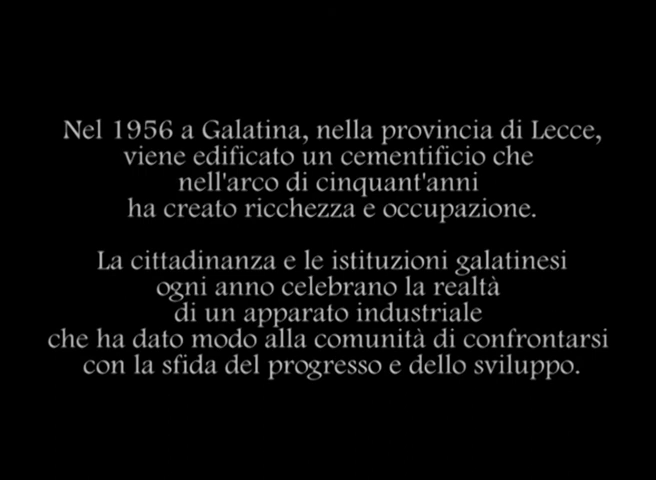 Nel 1956 a Galatina, nella provincia di Lecce,
viene edificato un cementificio che
nell'arco di cinquant'anni
ha creato ricchezza e occupazione.
La cittadinanza e le istituzioni galatinesi
ogni anno celebrano la realtà
di un apparato industriale
che ha dato modo alla comunità di confrontarsi
con la sfida del progresso e dello sviluppo.